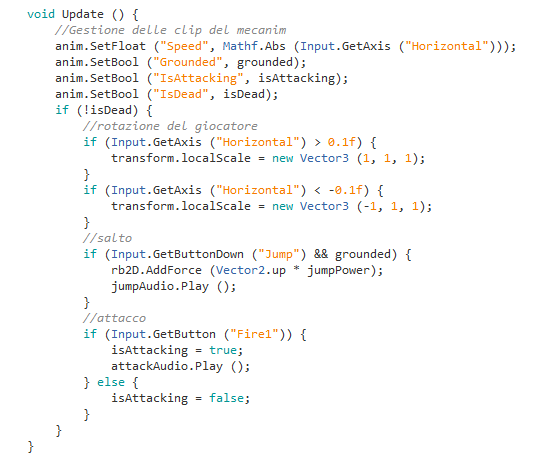 void Update () {
    //Gestione delle clip del mecanim
    anim.SetFloat ("Speed", Mathf.Abs (Input.GetAxis ("Horizontal")));
    anim.SetBool ("Grounded", grounded);
    anim.SetBool ("IsAttacking", isAttacking);
    anim.SetBool ("IsDead", isDead);
    if (!isDead) {
        //rotazione del giocatore
        if (Input.GetAxis ("Horizontal") > 0.1f) {
            transform.localScale = new Vector3 (1, 1, 1);
        }
        if (Input.GetAxis ("Horizontal") < -0.1f) {
            transform.localScale = new Vector3 (-1, 1, 1);
        }
        //salto
        if (Input.GetButtonDown ("Jump") && grounded) {
            rb2D.AddForce (Vector2.up * jumpPower);
            jumpAudio.Play ();
        }
        //attacco
        if (Input.GetButton ("Fire1")) {
            isAttacking = true;
            attackAudio.Play ();
        } else {
            isAttacking = false;
        }
    }
}